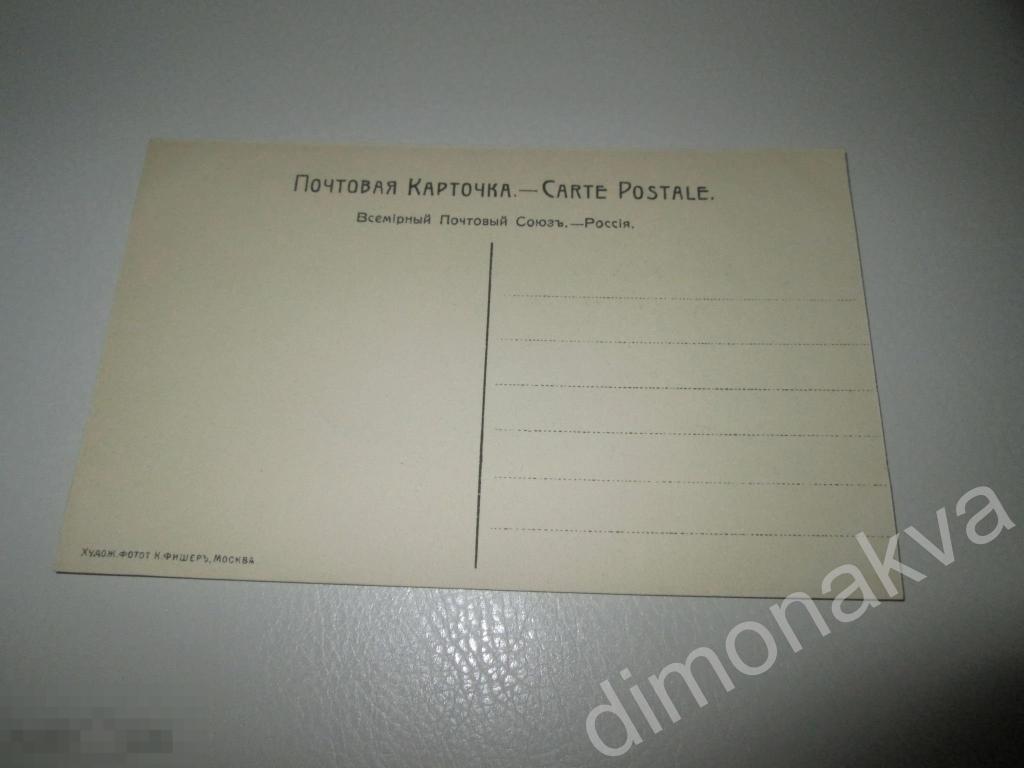 Почтовая Карточка.—Carte Postale.
Всемірный Почтовый Союзъ.—Россія.
Худож. фотот К. Фишеръ, Москва
dimonakva